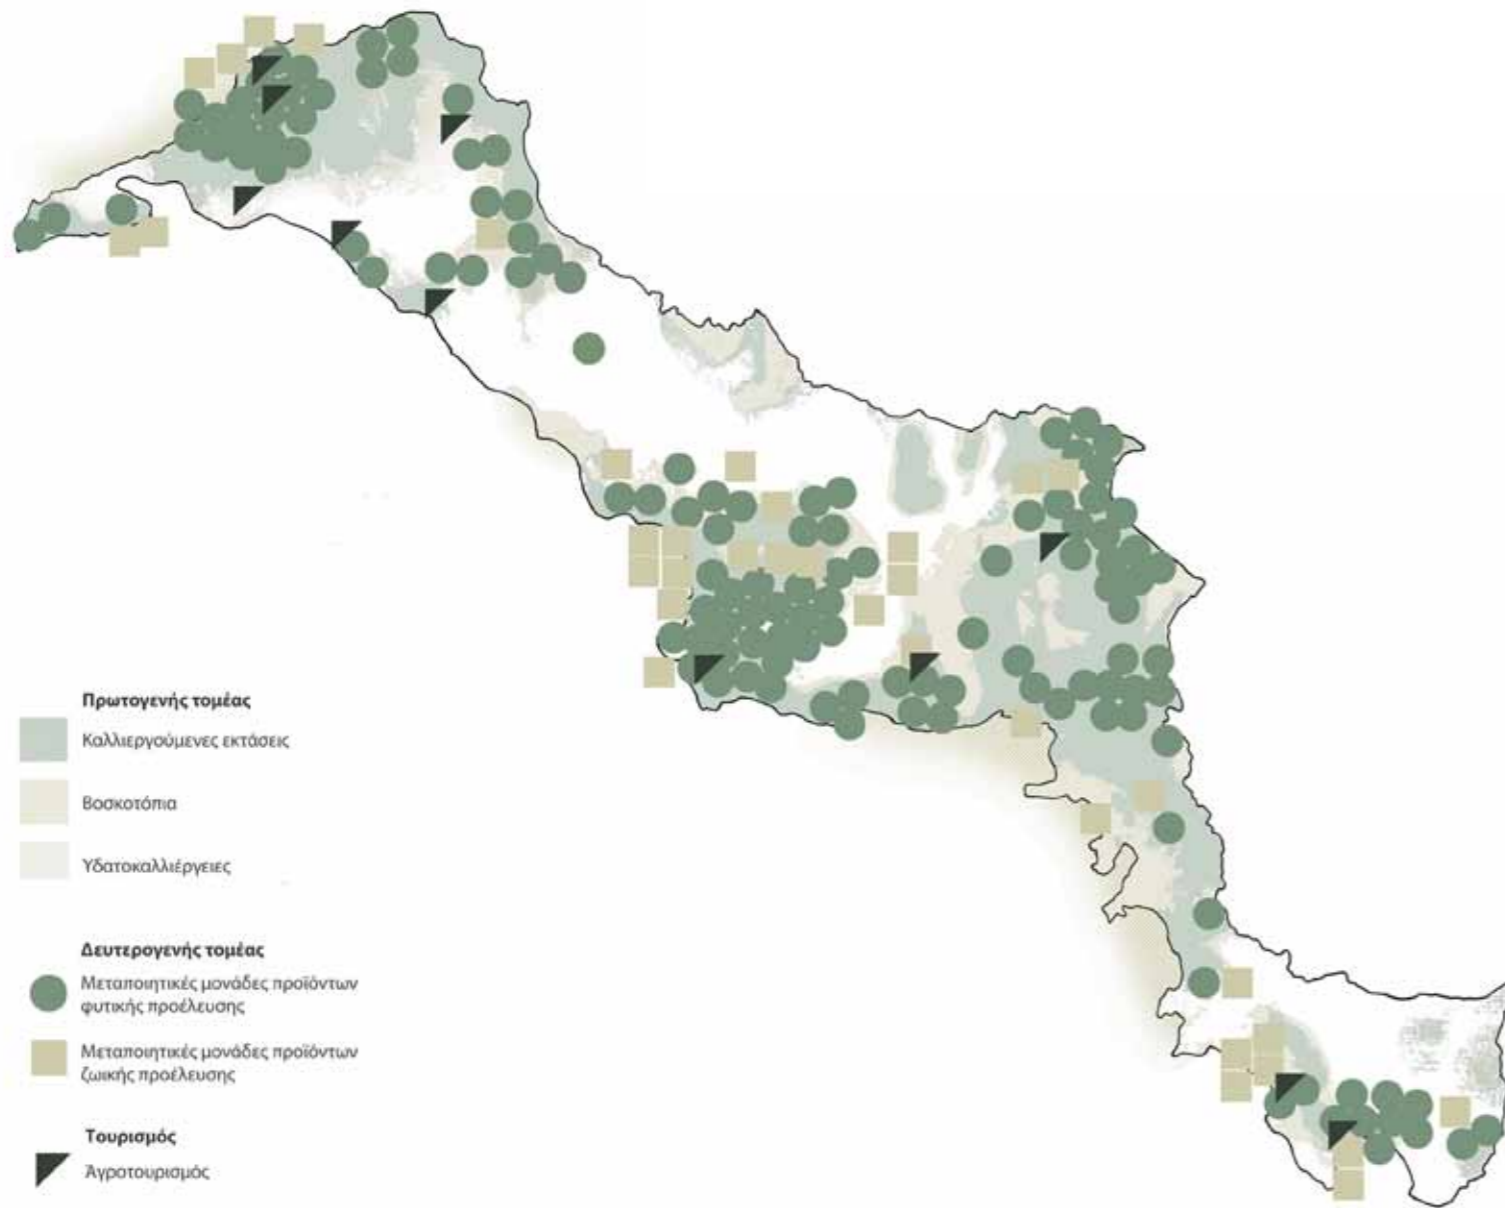 Πρωτογενής τομέας
Καλλιεργούμενες εκτάσεις
Βοσκοτόπια
Υδατοκαλλιέργειες
Δευτερογενής τομέας
Μεταποιητικές μονάδες προϊόντων
φυτικής προέλευσης
Μεταποιητικές μονάδες προϊόντων
ζωικής προέλευσης
Τουρισμός
Άγροτουρισμός